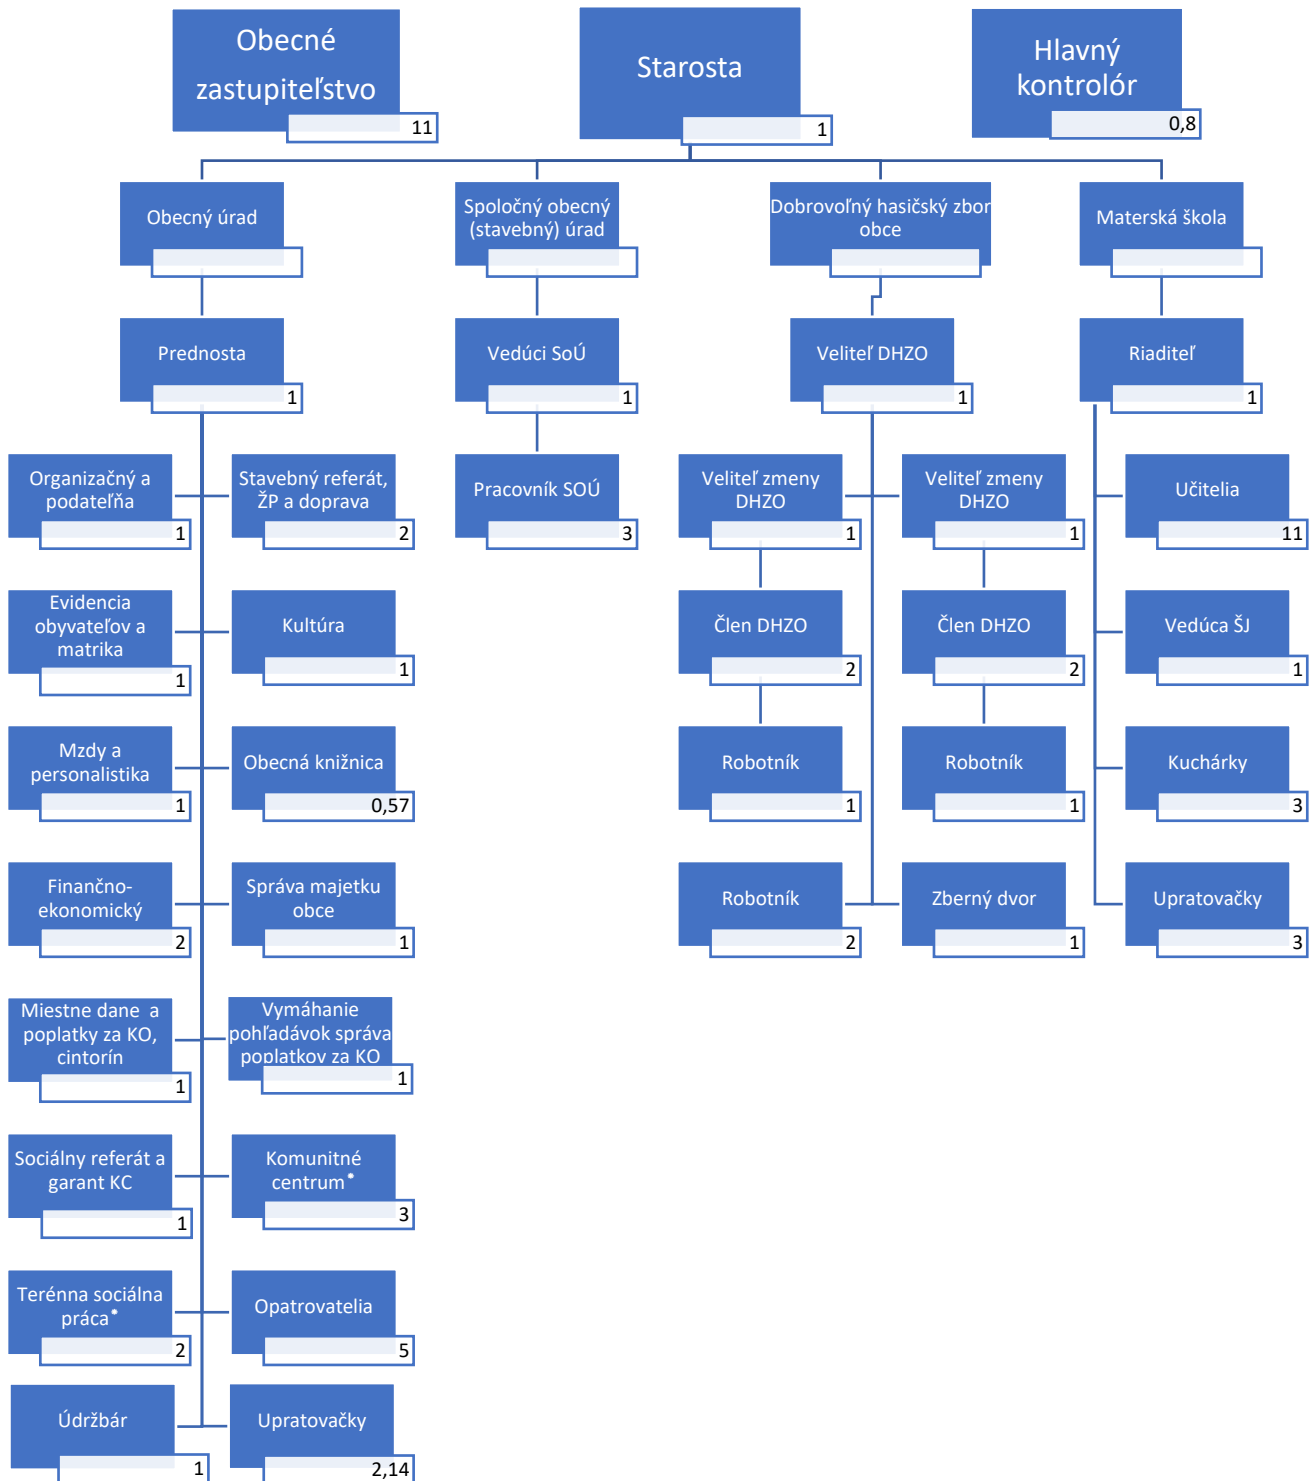 Obecné
zastupiteľstvo
11
Starosta
1
Hlavný
kontrolór
0,8
Obecný úrad
Spoločný obecný
(stavebný) úrad
Dobrovoľný hasičský zbor
obce
Materská škola
Prednosta
1
Vedúci SoÚ
1
Veliteľ DHZO
1
Riaditeľ
1
Organizačný a
podateľňa
1
Stavebný referát,
ŽP a doprava
2
Pracovník SOÚ
3
Veliteľ zmeny
DHZO
1
Veliteľ zmeny
DHZO
1
Učitelia
11
Evidencia
obyvateľov a
matrika
1
Kultúra
1
Člen DHZO
2
Člen DHZO
2
Vedúca ŠJ
1
Mzdy a
personalistika
1
Obecná knižnica
0,57
Robotník
1
Robotník
1
Kuchárky
3
Finančno-
ekonomický
2
Správa majetku
obce
1
Robotník
2
Zberný dvor
1
Upratovačky
3
Miestne dane a
poplatky za KO,
cintorín
1
Vymáhanie
pohľadávok správa
poplatkov za KO
1
Sociálny referát a
garant KC
1
Komunitné
centrum*
3
Terénna sociálna
práca*
2
Opatrovatelia
5
Údržbár
1
Upratovačky
2,14